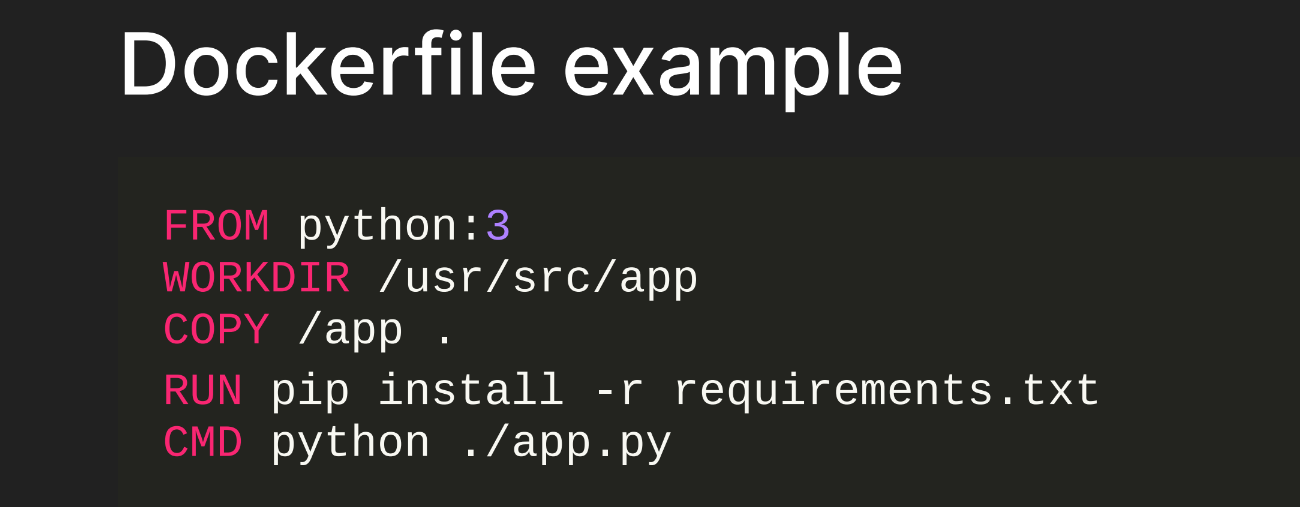 Dockerfile example
FROM python:3
WORKDIR /usr/src/app
COPY /app .
RUN pip install -r requirements.txt
CMD python ./app.py